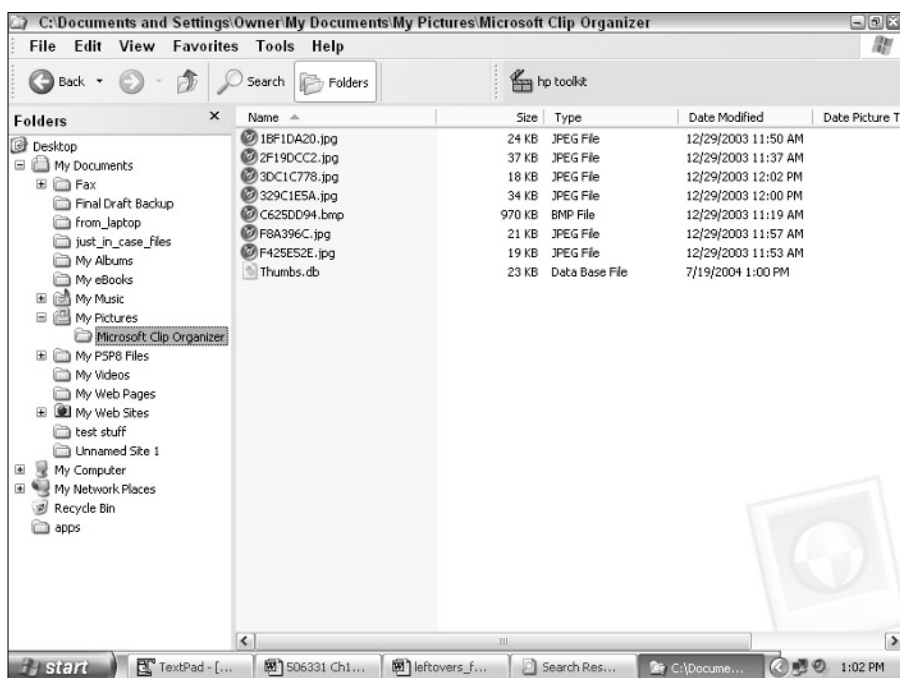 C:\Documents and Settings\Owner\My Documents\My Pictures\Microsoft Clip Organizer
File Edit View Favorites Tools Help
Back Search Folders hp toolkit
Folders
Desktop
My Documents
Fax
Final Draft Backup
from_laptop
just_in_case_files
My Albums
My eBooks
My Music
My Pictures
Microsoft Clip Organizer
My PSP8 Files
My Videos
My Web Pages
My Web Sites
test stuff
Unnamed Site 1
My Computer
My Network Places
Recycle Bin
apps
Name Size Type Date Modified Date Picture T
1BF1DA20.jpg 24 KB JPEG File 12/29/2003 11:50 AM
2F19DCC2.jpg 37 KB JPEG File 12/29/2003 11:37 AM
3DC1C778.jpg 18 KB JPEG File 12/29/2003 12:02 PM
329C1E5A.jpg 34 KB JPEG File 12/29/2003 12:00 PM
C625DD94.bmp 970 KB BMP File 12/29/2003 11:19 AM
F8A396C.jpg 21 KB JPEG File 12/29/2003 11:57 AM
F425E52E.jpg 19 KB JPEG File 12/29/2003 11:53 AM
Thumbs.db 23 KB Data Base File 7/19/2004 1:00 PM
start TextPad - [... 506331 Ch1... leftovers_f... Search Res... C:\Docume... 1:02 PM